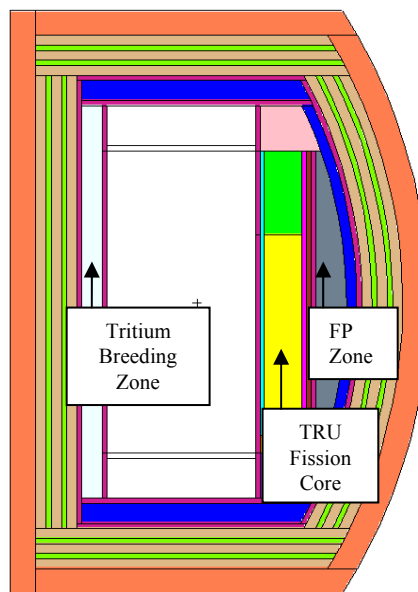 Tritium
Breeding
Zone
FP
Zone
TRU
Fission
Core